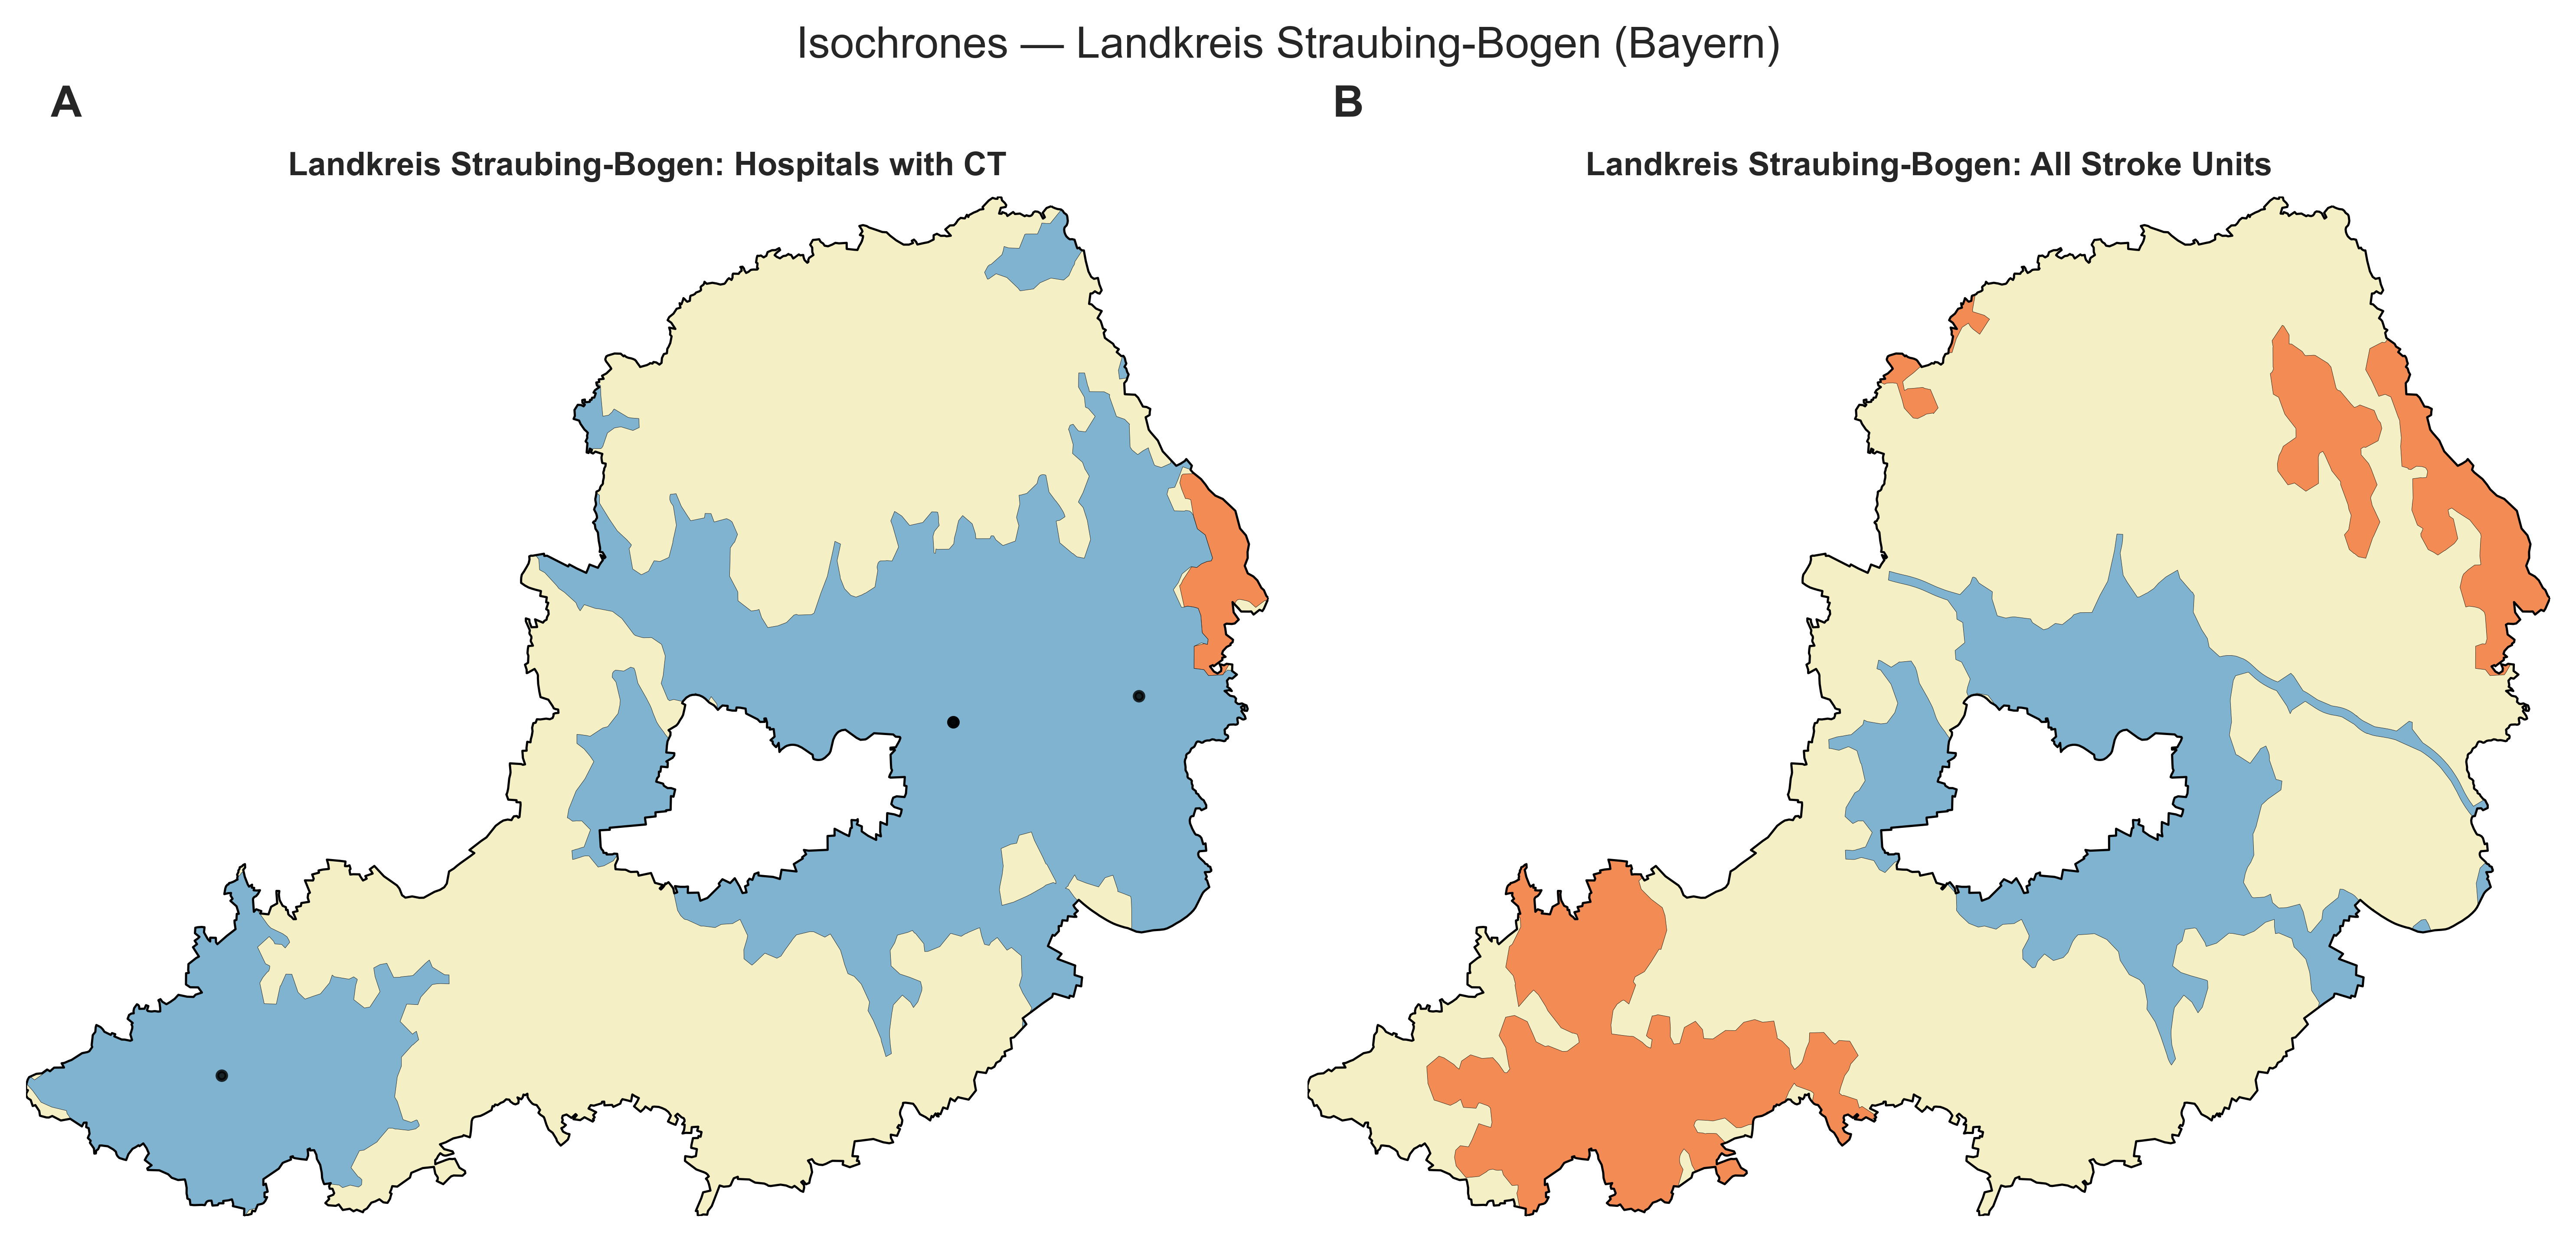 Isochrones — Landkreis Straubing-Bogen (Bayern)
A
B
Landkreis Straubing-Bogen: Hospitals with CT
Landkreis Straubing-Bogen: All Stroke Units